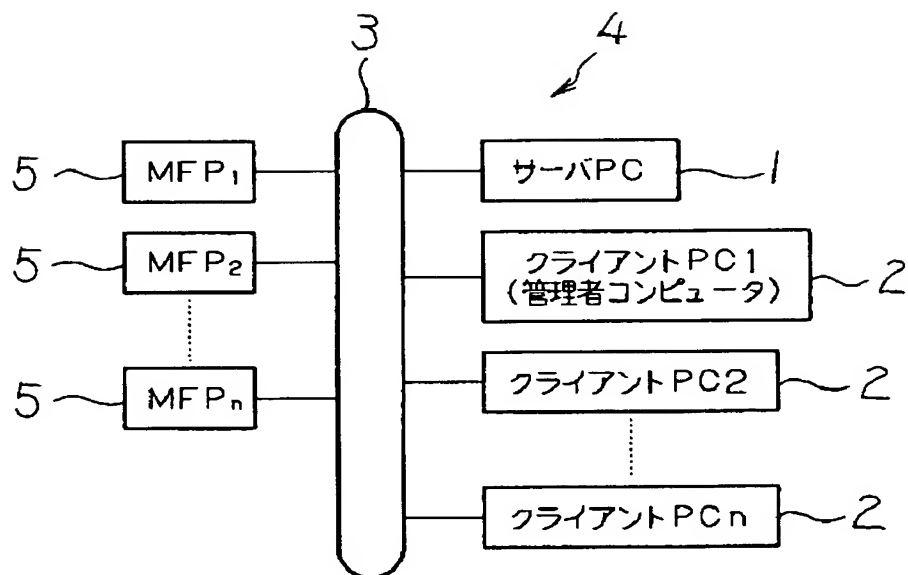 3
4
5
MFP₁
サーバPC
1
5
MFP₂
クライアントPC1
(管理者コンピュータ)
2
5
MFPₙ
クライアントPC2
2
クライアントPCn
2